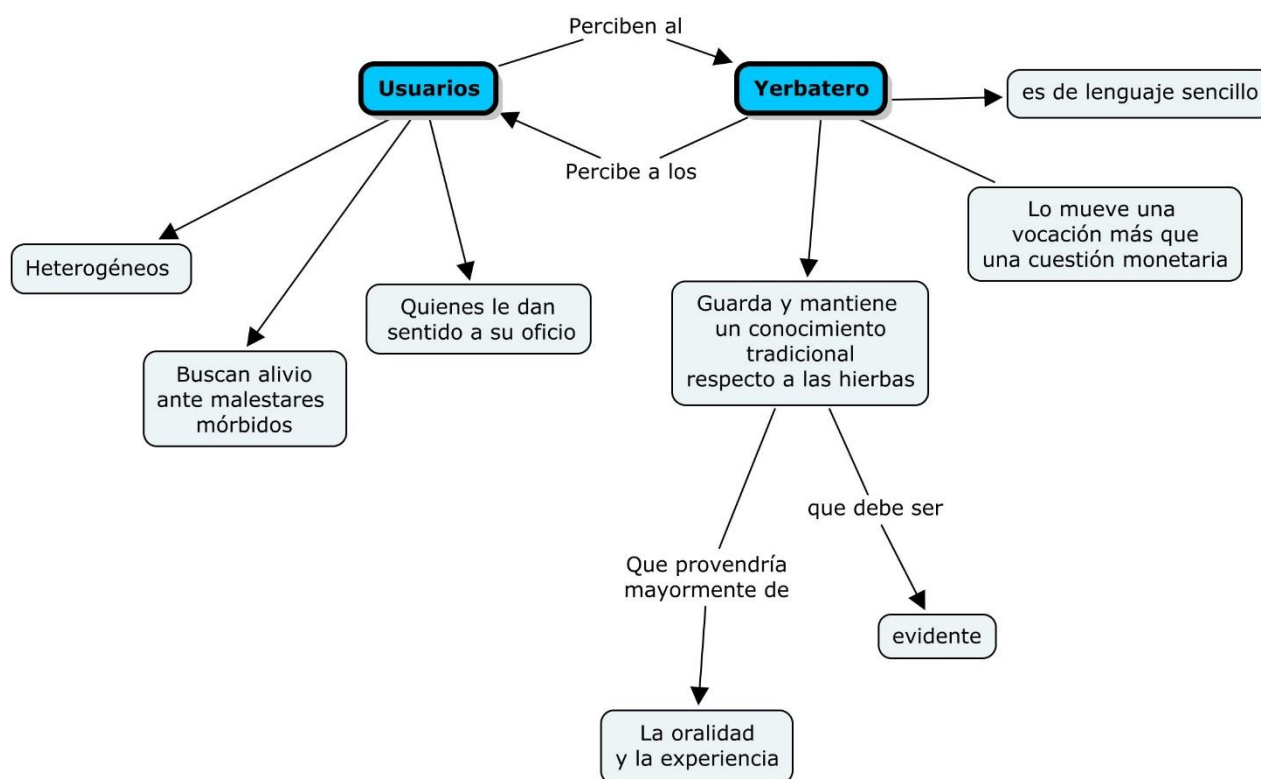 Perciben al
Usuarios
Yerbatero
es de lenguaje sencillo
Percibe a los
Lo mueve una
vocación más que
una cuestión monetaria
Heterogéneos
Quienes le dan
sentido a su oficio
Guarda y mantiene
un conocimiento
tradicional
respecto a las hierbas
Buscan alivio
ante malestares
mórbidos
que debe ser
Que provendría
mayormente de
evidente
La oralidad
y la experiencia